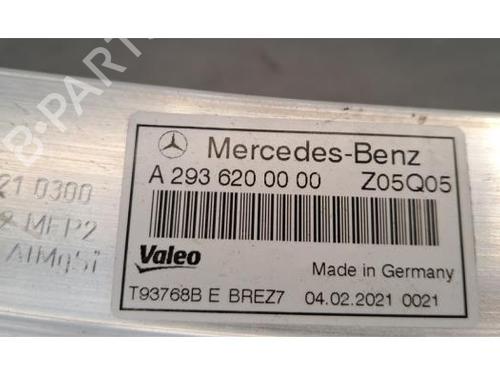 B-PARTS
Mercedes-Benz
A 293 620 00 00 Z05Q05
Valeo
Made in Germany
T93768B E BREZ7 04.02.2021 0021
21 0300
MFP2
AlMgSi